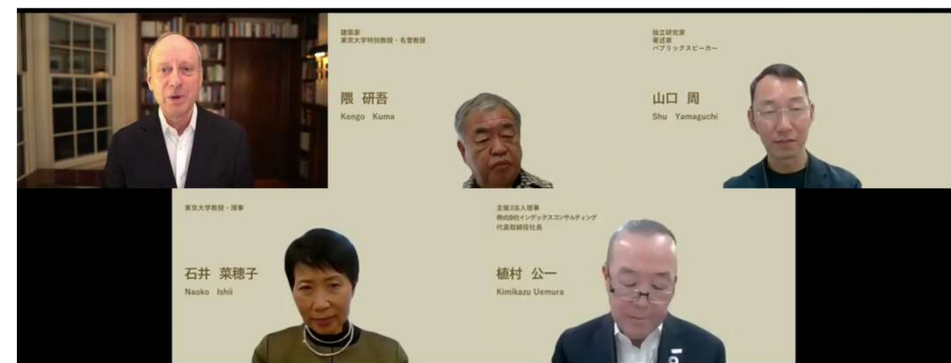 建築家
東京大学特別教授・名誉教授
隈 研吾
Kengo Kuma
独立研究家
著述家
パブリックスピーカー
山口 周
Shu Yamaguchi
東京大学教授・理事
石井 菜穂子
Naoko Ishii
主催3法人理事
株式会社インデックスコンサルティング
代表取締役社長
植村 公一
Kimikazu Uemura